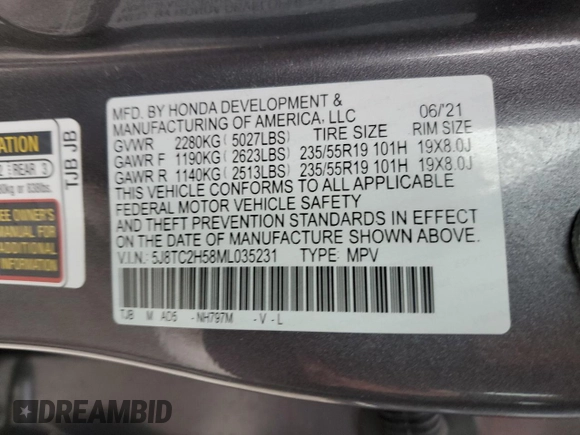 MFD. BY HONDA DEVELOPMENT &
MANUFACTURING OF AMERICA, LLC 06/'21
GVWR 2280KG( 5027LBS) TIRE SIZE RIM SIZE
GAWR F 1190KG( 2623LBS) 235/55R19 101H 19X8.0J
GAWR R 1140KG( 2513LBS) 235/55R19 101H 19X8.0J
THIS VEHICLE CONFORMS TO ALL APPLICABLE
FEDERAL MOTOR VEHICLE SAFETY
AND THEFT PREVENTION STANDARDS IN EFFECT
ON THE DATE OF MANUFACTURE SHOWN ABOVE.
V.I.N.: 5J8TC2H58ML035231 TYPE: MPV
TJB M AD5 -NH797M -V-L
TJB JB
REAR 3
OWNER'S
MANUAL FOR
ADDITIONAL
DREAMBID